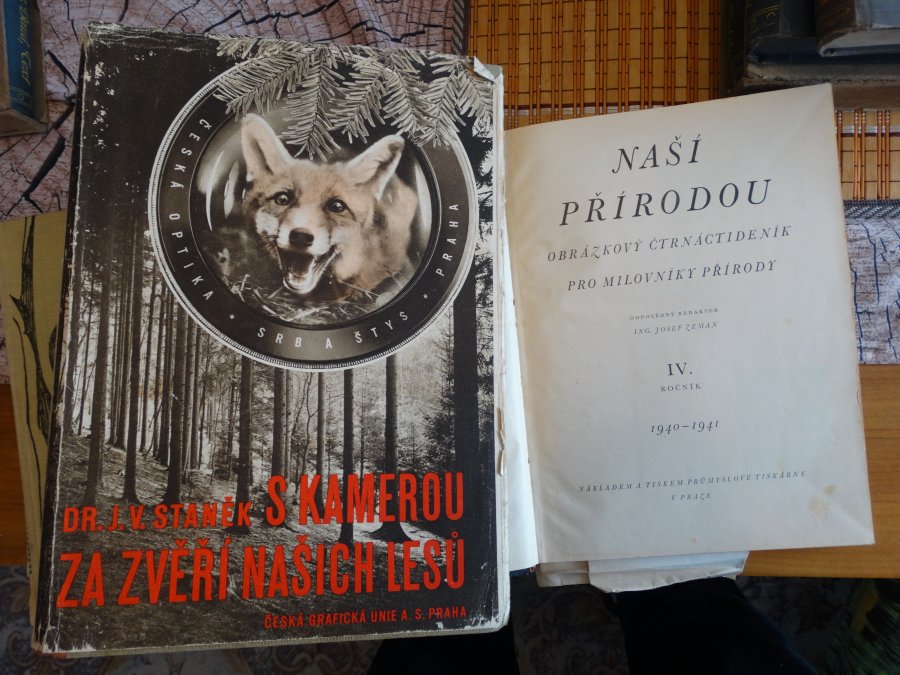 ČESKÁ OPTIKA * SRB A ŠTYS * PRAHA
DR. J. V. STANĚK S KAMEROU
ZA ZVĚŘÍ NAŠICH LESŮ
ČESKÁ GRAFICKÁ UNIE A. S. PRAHA
NAŠÍ
PŘÍRODOU
OBRÁZKOVÝ ČTRNÁCTIDENÍK
PRO MILOVNÍKY PŘÍRODY
ODPOVĚDNÝ REDAKTOR
ING. JOSEF ZEMAN
IV.
ROČNÍK
1940–1941
NÁKLADEM A TISKEM PRŮMYSLOVÉ TISKÁRNY
V PRAZE